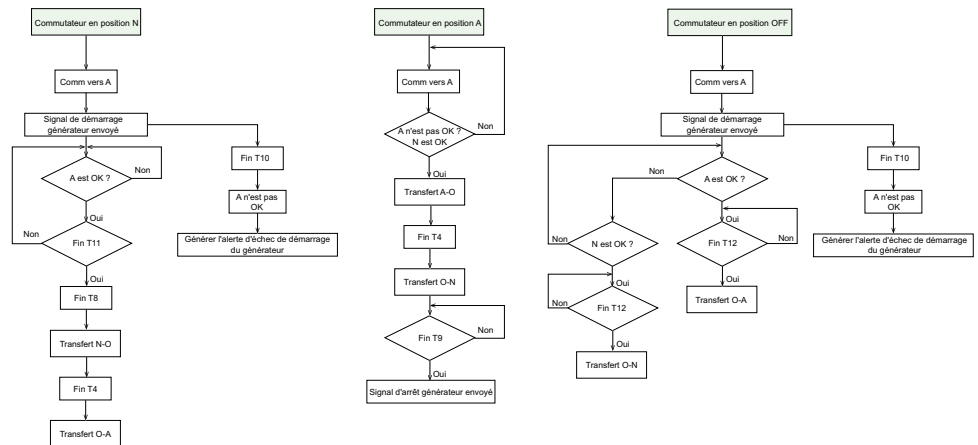 Commutateur en position N
Comm vers A
Signal de démarrage
générateur envoyé
A est OK ?
Non
Oui
Fin T11
Non
Oui
Fin T8
Transfert N-O
Fin T4
Transfert O-A
Fin T10
A n'est pas
OK
Générer l'alerte d'échec de démarrage
du générateur
Commutateur en position A
Comm vers A
A n'est pas OK ?
N est OK
Non
Oui
Transfert A-O
Fin T4
Transfert O-N
Fin T9
Non
Oui
Signal d'arrêt générateur envoyé
Commutateur en position OFF
Comm vers A
Signal de démarrage
générateur envoyé
A est OK ?
Non
Oui
N est OK ?
Non
Oui
Fin T12
Non
Oui
Transfert O-N
Fin T12
Non
Oui
Transfert O-A
Fin T10
A n'est pas
OK
Générer l'alerte d'échec de démarrage
du générateur